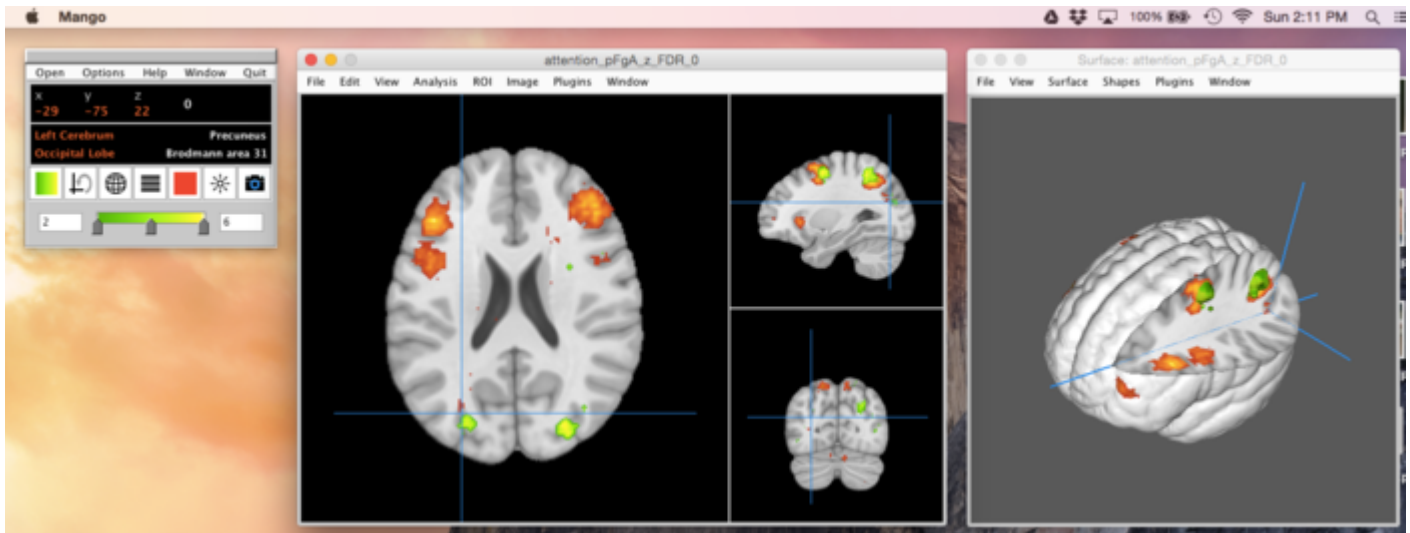 Mango 100% Sun 2:11 PM
Open Options Help Window Quit
x y z
-29 -75 22 0
Left Cerebrum Precuneus
Occipital Lobe Brodmann area 31
2 6
attention_pFgA_z_FDR_0
File Edit View Analysis ROI Image Plugins Window
Surface: attention_pFgA_z_FDR_0
File View Surface Shapes Plugins Window